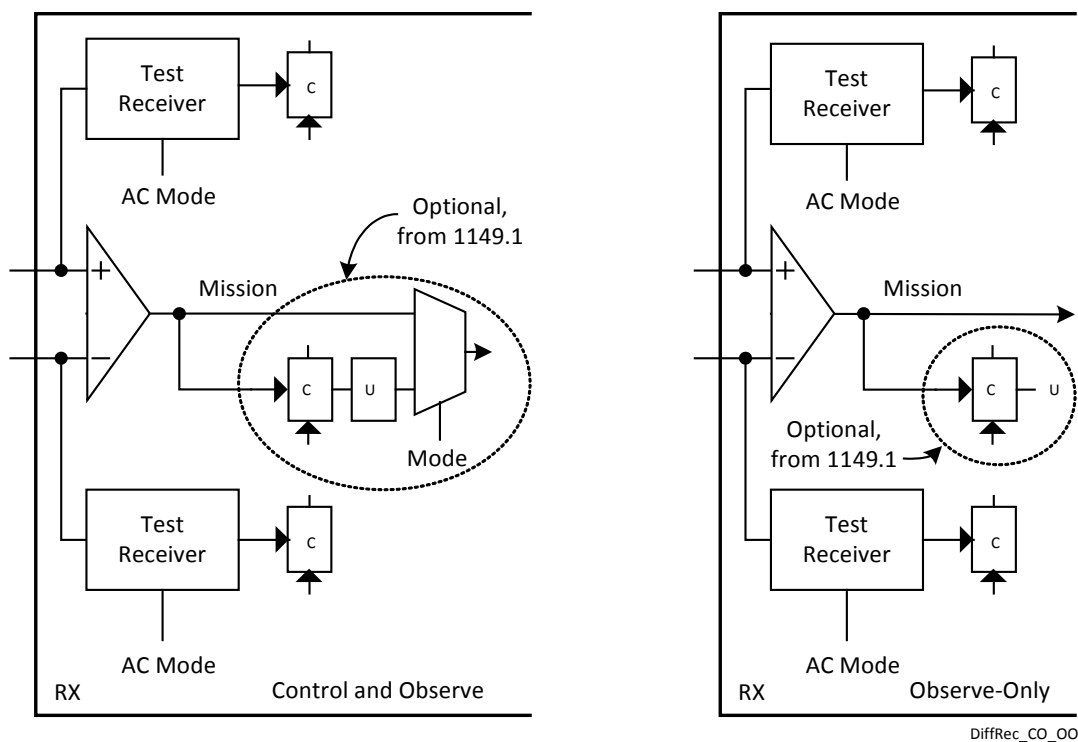 Test
Receiver
C
AC Mode
Optional,
from 1149.1
+
Mission
−
C
U
Mode
Test
Receiver
C
AC Mode
RX
Control and Observe
Test
Receiver
C
AC Mode
+
Mission
−
C
U
Optional,
from 1149.1
Test
Receiver
C
AC Mode
RX
Observe-Only
DiffRec_CO_OO